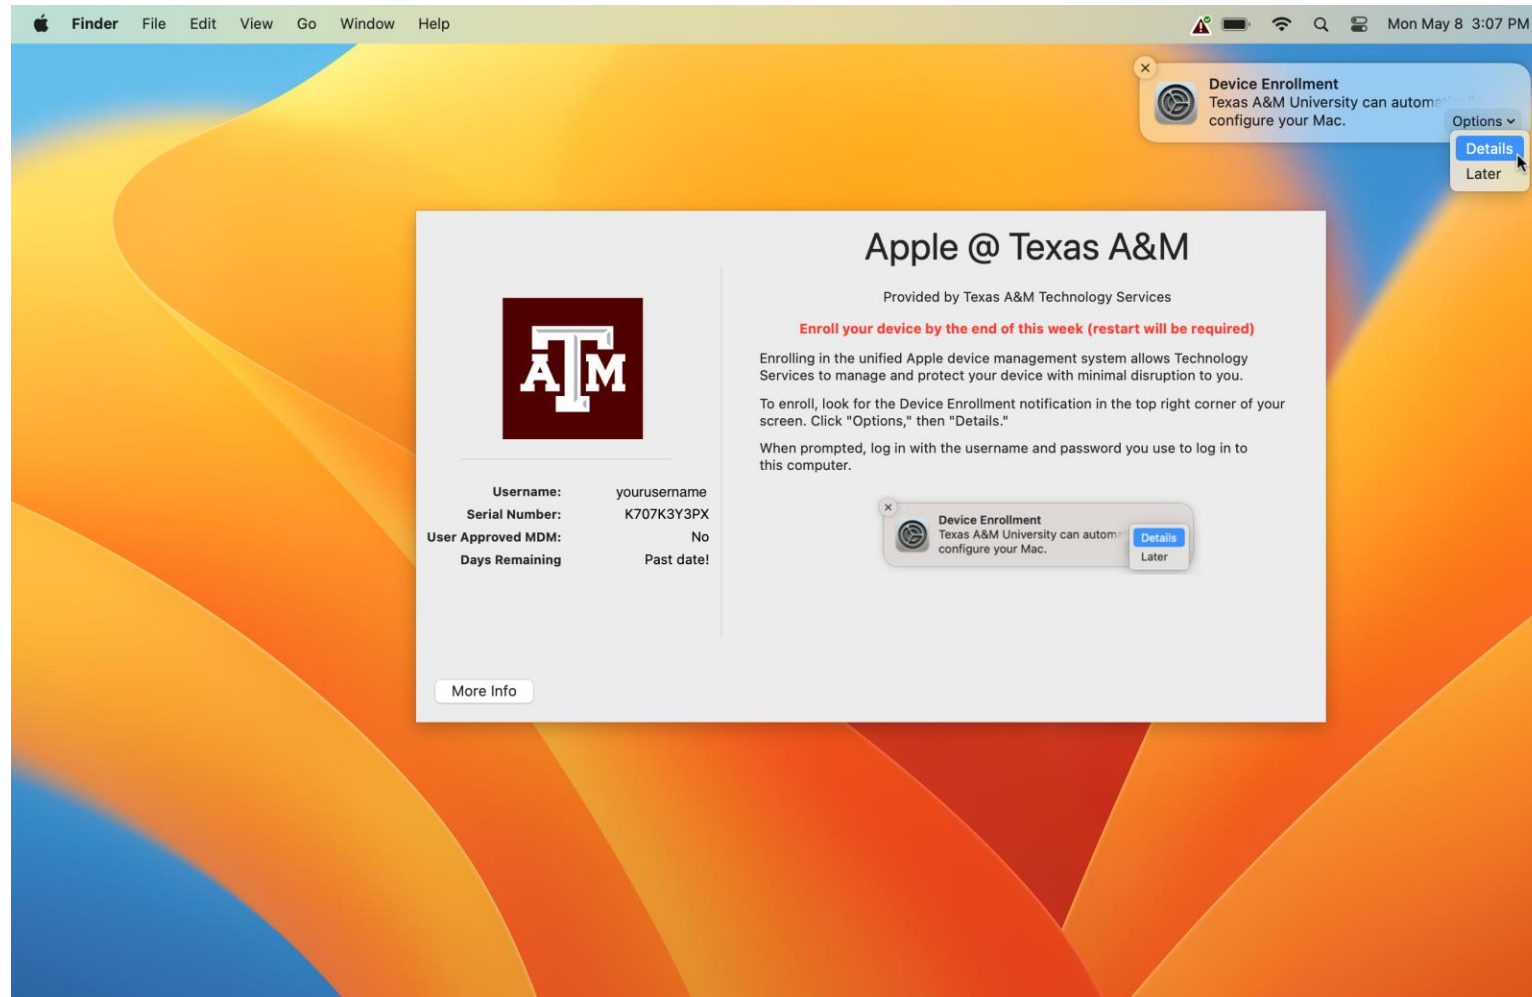 Finder File Edit View Go Window Help Mon May 8 3:07 PM
Device Enrollment
Texas A&M University can
configure your Mac.
Options
Details
Later
Apple @ Texas A&M
Provided by Texas A&M Technology Services
Enroll your device by the end of this week (restart will be required)
Enrolling in the unified Apple device management system allows Technology
Services to manage and protect your device with minimal disruption to you.
To enroll, look for the Device Enrollment notification in the top right corner of your
screen. Click "Options," then "Details."
When prompted, log in with the username and password you use to log in to
this computer.
ATM
Username: yourusername
Serial Number: K707K3Y3PX
User Approved MDM: No
Days Remaining Past date!
Device Enrollment
Texas A&M University can
configure your Mac.
Details
Later
More Info